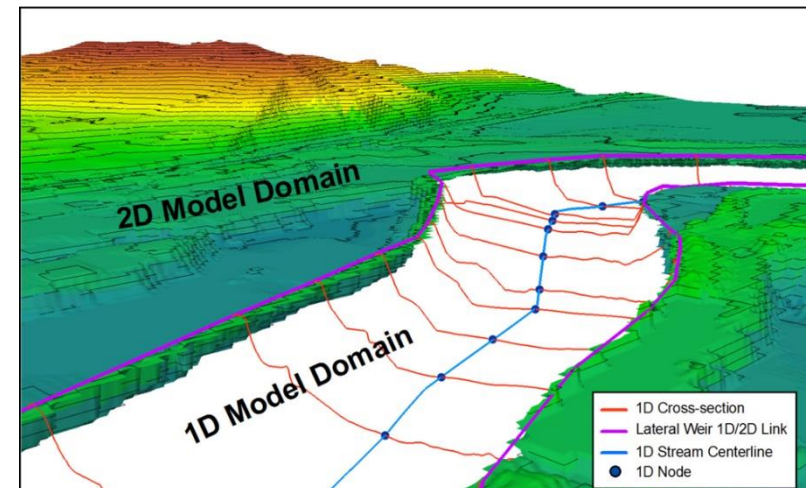 2D Model Domain
1D Model Domain
1D Cross-section
Lateral Weir 1D/2D Link
1D Stream Centerline
1D Node